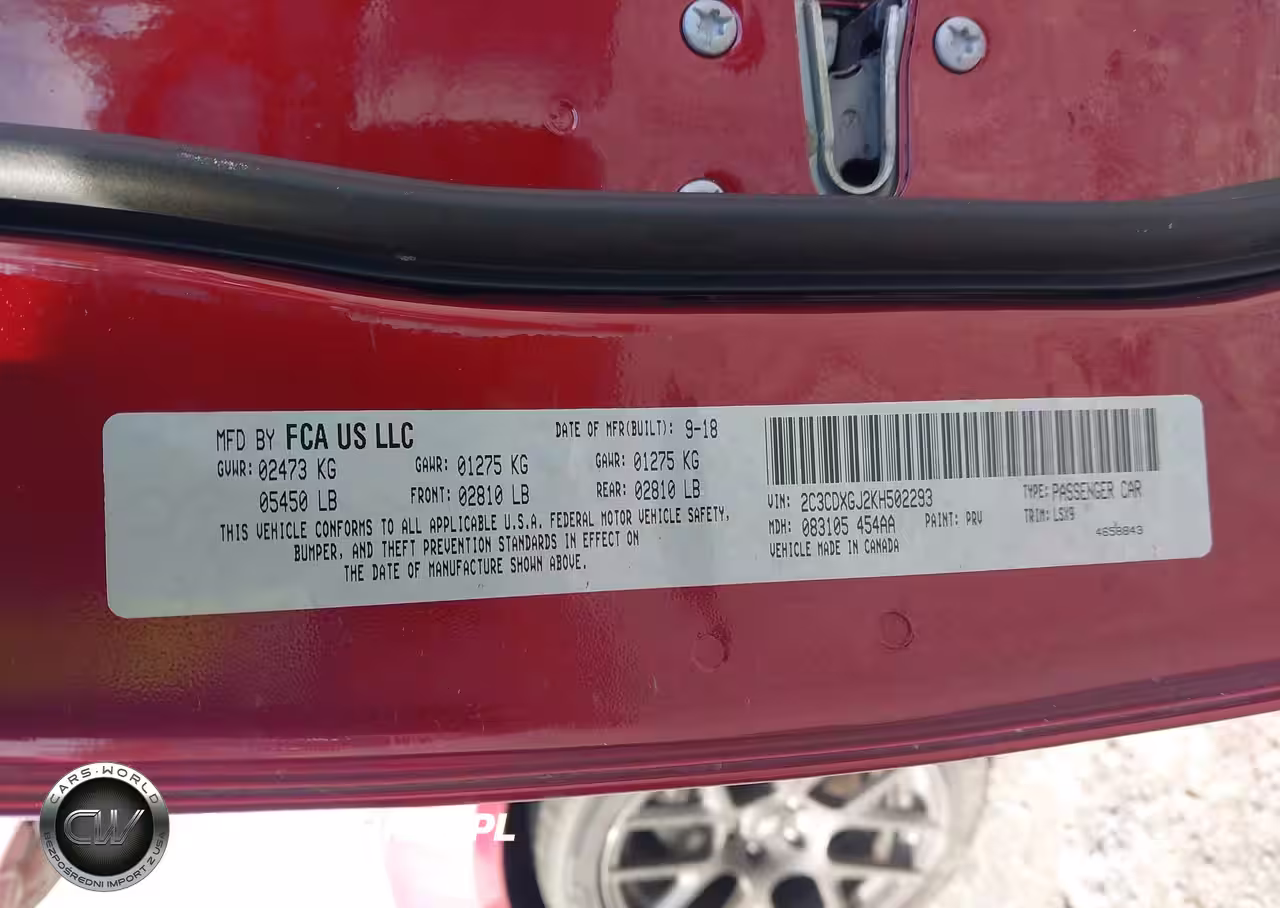 MFD BY FCA US LLC
DATE OF MFR(BUILT): 9-18
GVWR: 02473 KG
GAWR: 01275 KG
GAWR: 01275 KG
05450 LB
FRONT: 02810 LB
REAR: 02810 LB
THIS VEHICLE CONFORMS TO ALL APPLICABLE U.S.A. FEDERAL MOTOR VEHICLE SAFETY,
BUMPER, AND THEFT PREVENTION STANDARDS IN EFFECT ON
THE DATE OF MANUFACTURE SHOWN ABOVE.
VIN: 2C3CDXGJ2KH502293
TYPE: PASSENGER CAR
MDH: 083105 454AA
PAINT: PRV
TRIM: LSX9
4658843
VEHICLE MADE IN CANADA
CARS-WORLD
CW
BEZPOŚREDNI IMPORT Z USA
PL